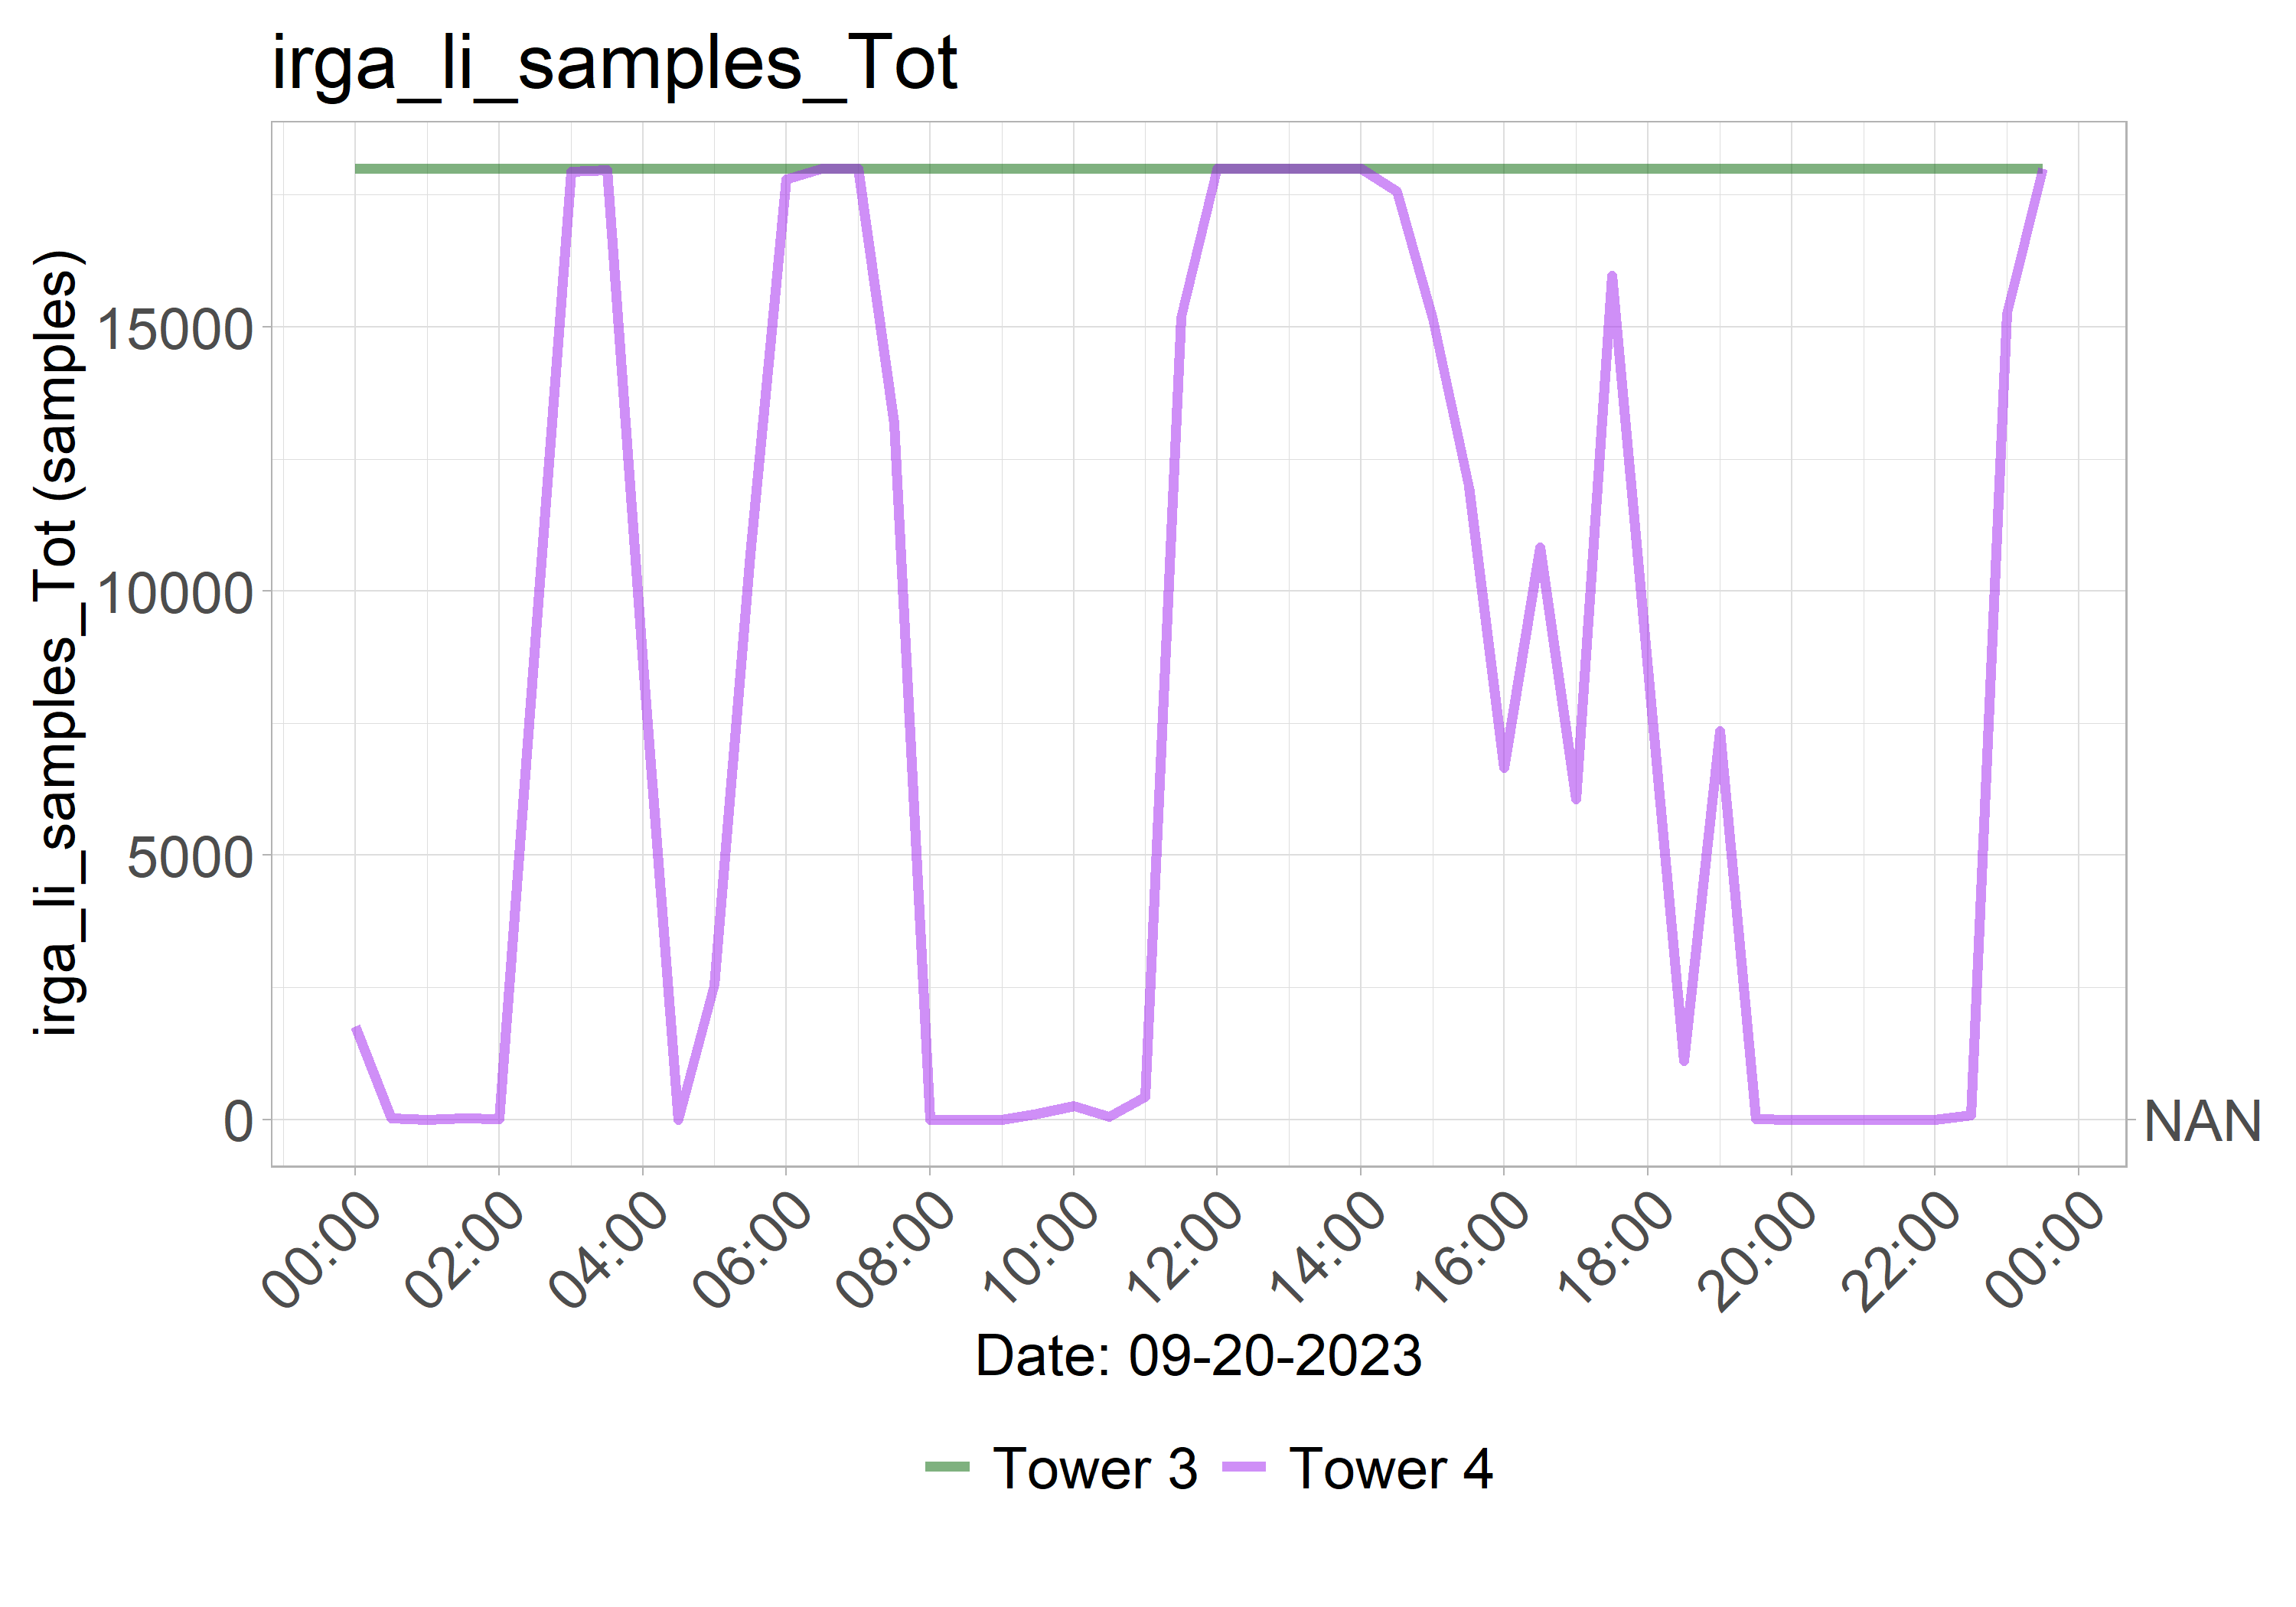 irga_li_samples_Tot
irga_li_samples_Tot (samples)
15000
10000
5000
0
NAN
00:00
02:00
04:00
06:00
08:00
10:00
12:00
14:00
16:00
18:00
20:00
22:00
00:00
Date: 09-20-2023
Tower 3
Tower 4